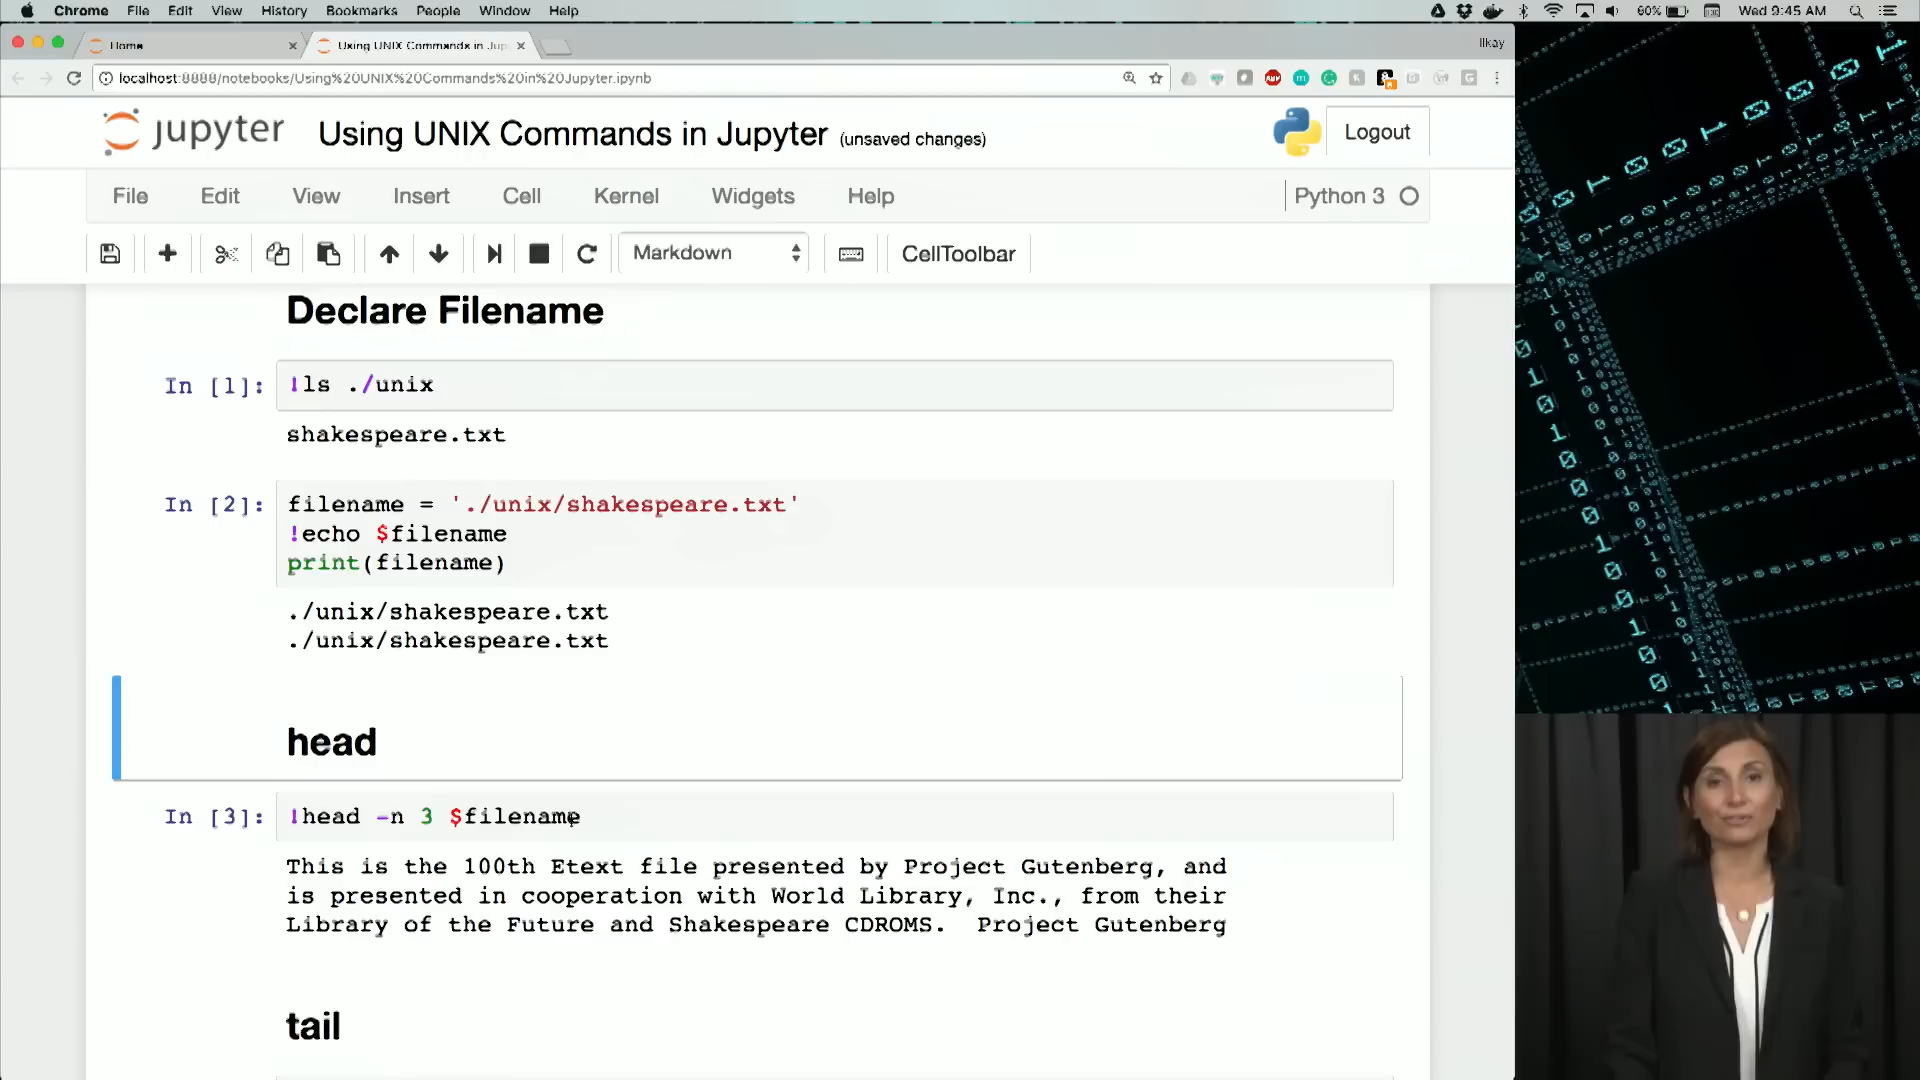 Chrome File Edit View History Bookmarks People Window Help 60% Wed 9:45 AM
Home
Using UNIX Commands in Jup
Ilkay
localhost:8888/notebooks/Using%20UNIX%20Commands%20in%20Jupyter.ipynb
jupyter Using UNIX Commands in Jupyter (unsaved changes) Logout
File Edit View Insert Cell Kernel Widgets Help Python 3
Markdown CellToolbar
Declare Filename
In [1]: !ls ./unix
shakespeare.txt
In [2]: filename = './unix/shakespeare.txt'
!echo $filename
print(filename)
./unix/shakespeare.txt
./unix/shakespeare.txt
head
In [3]: !head -n 3 $filename
This is the 100th Etext file presented by Project Gutenberg, and
is presented in cooperation with World Library, Inc., from their
Library of the Future and Shakespeare CDROMS.  Project Gutenberg
tail